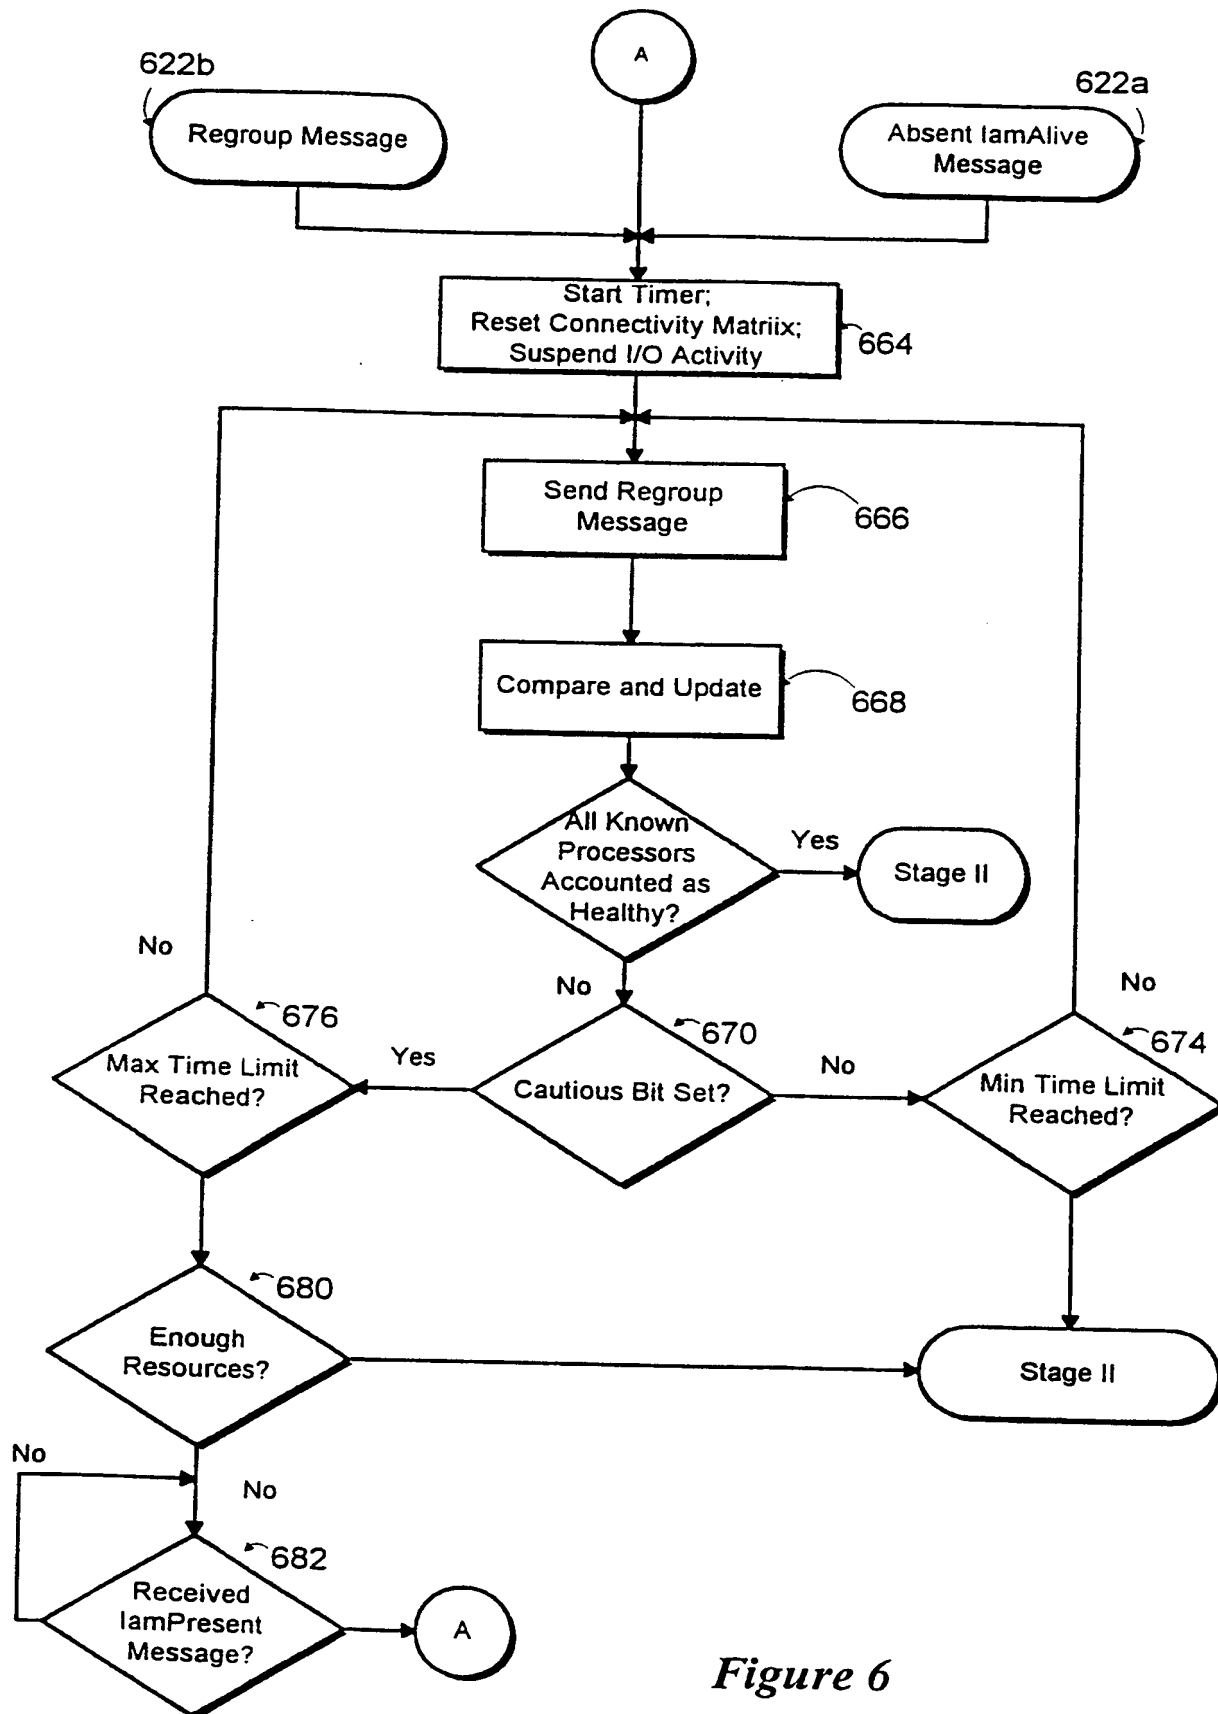 A
622b
Regroup Message
622a
Absent IamAlive
Message
Start Timer;
Reset Connectivity Matriix;
Suspend I/O Activity
664
Send Regroup
Message
666
Compare and Update
668
All Known
Processors
Accounted as
Healthy?
Yes
Stage II
No
No
No
676
Max Time Limit
Reached?
Yes
670
Cautious Bit Set?
No
674
Min Time Limit
Reached?
680
Enough
Resources?
Stage II
No
No
682
Received
IamPresent
Message?
A
Figure 6